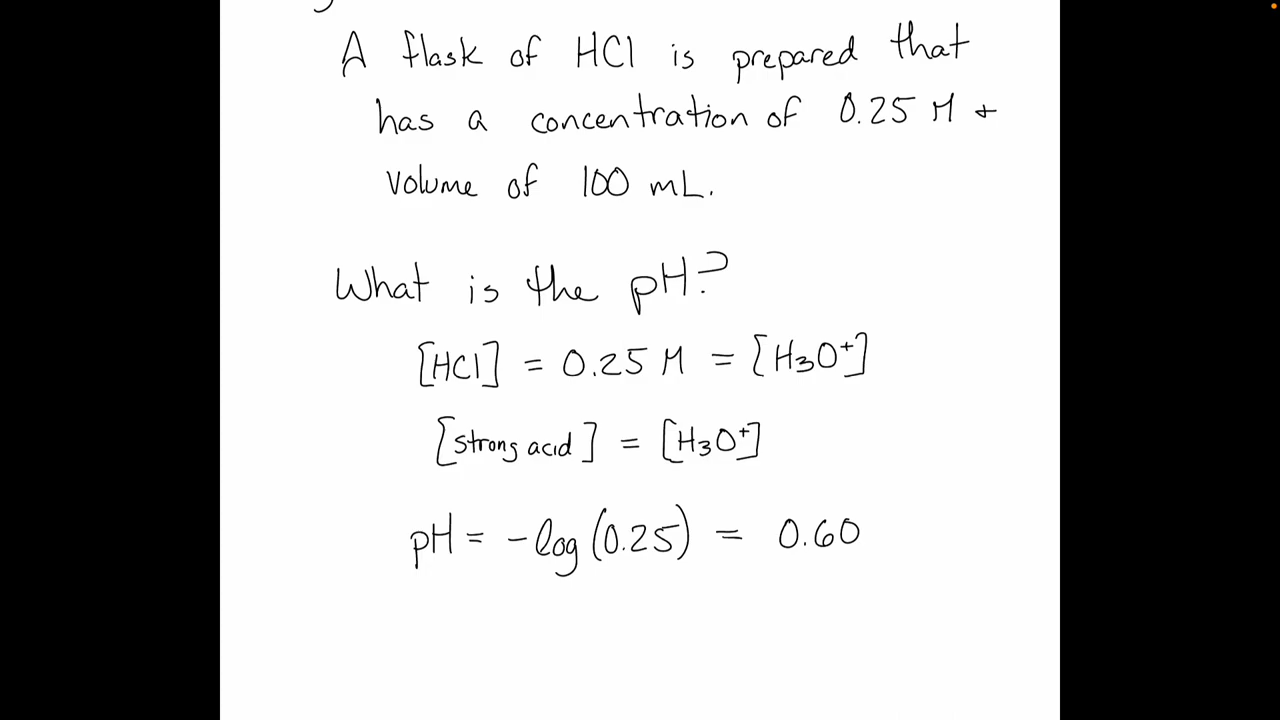 A flask of HCl is prepared that
has a concentration of 0.25 M +
volume of 100 mL.
What is the pH?
[HCl] = 0.25 M = [H₃O⁺]
[strong acid] = [H₃O⁺]
pH = -log(0.25) = 0.60